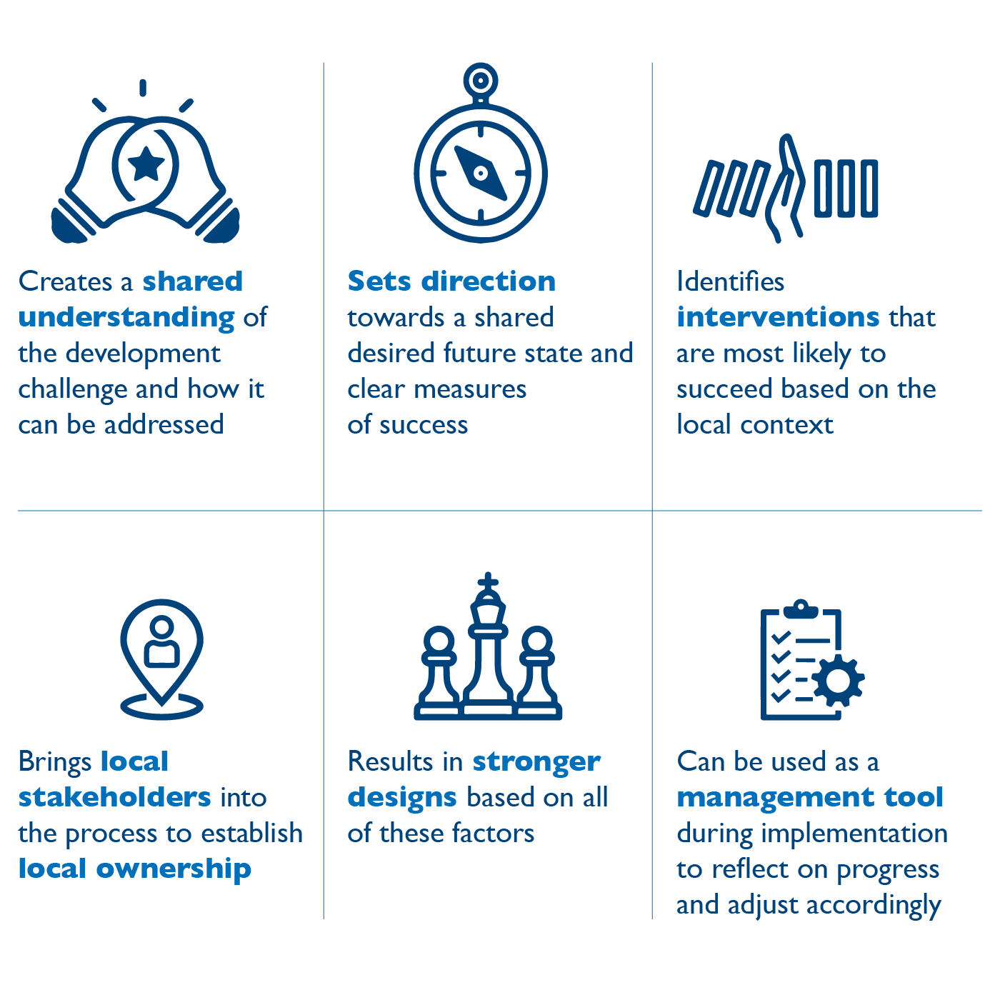 Creates a shared
understanding of
the development
challenge and how it
can be addressed
Sets direction
towards a shared
desired future state and
clear measures
of success
Identifies
interventions that
are most likely to
succeed based on the
local context
Brings local
stakeholders into
the process to establish
local ownership
Results in stronger
designs based on all
of these factors
Can be used as a
management tool
during implementation
to reflect on progress
and adjust accordingly